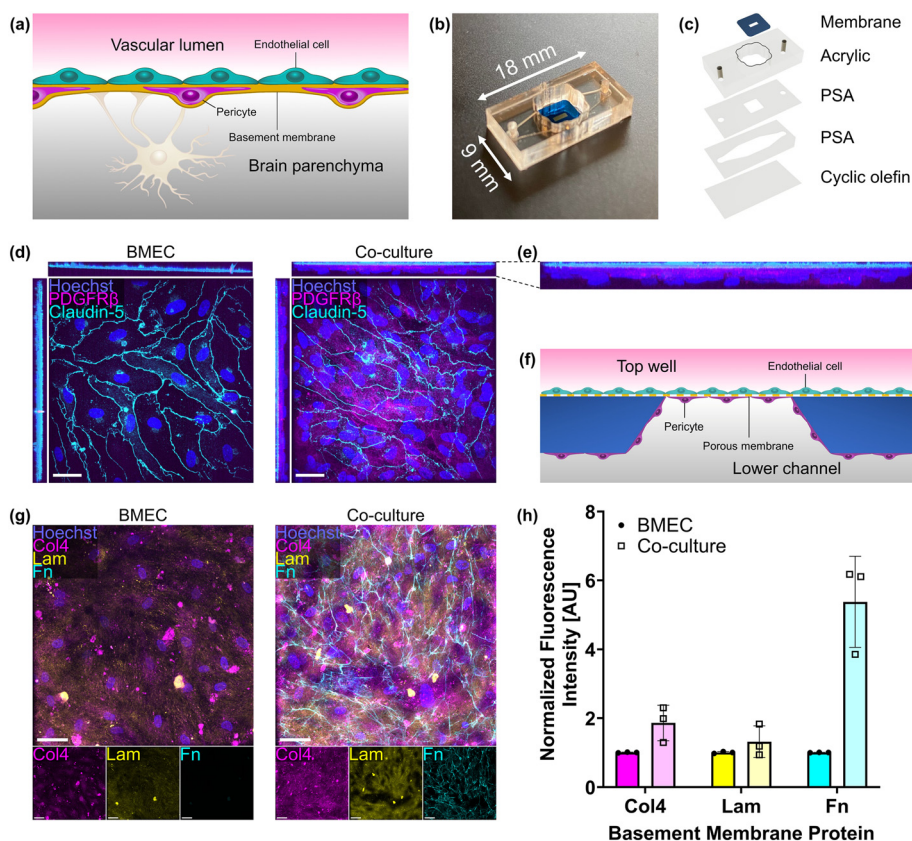 (a)
Vascular lumen
Endothelial cell
Pericyte
Basement membrane
Brain parenchyma
(b)
18 mm
9 mm
(c)
Membrane
Acrylic
PSA
PSA
Cyclic olefin
(d)
BMEC
Hoechst
PDGFRβ
Claudin-5
Co-culture
Hoechst
PDGFRβ
Claudin-5
(e)
(f)
Top well
Endothelial cell
Pericyte
Porous membrane
Lower channel
(g)
BMEC
Hoechst
Col4
Lam
Fn
Col4
Lam
Fn
Co-culture
Hoechst
Col4
Lam
Fn
Col4
Lam
Fn
(h)
BMEC
Co-culture
Normalized Fluorescence
Intensity [AU]
8
6
4
2
0
Col4
Lam
Fn
Basement Membrane Protein